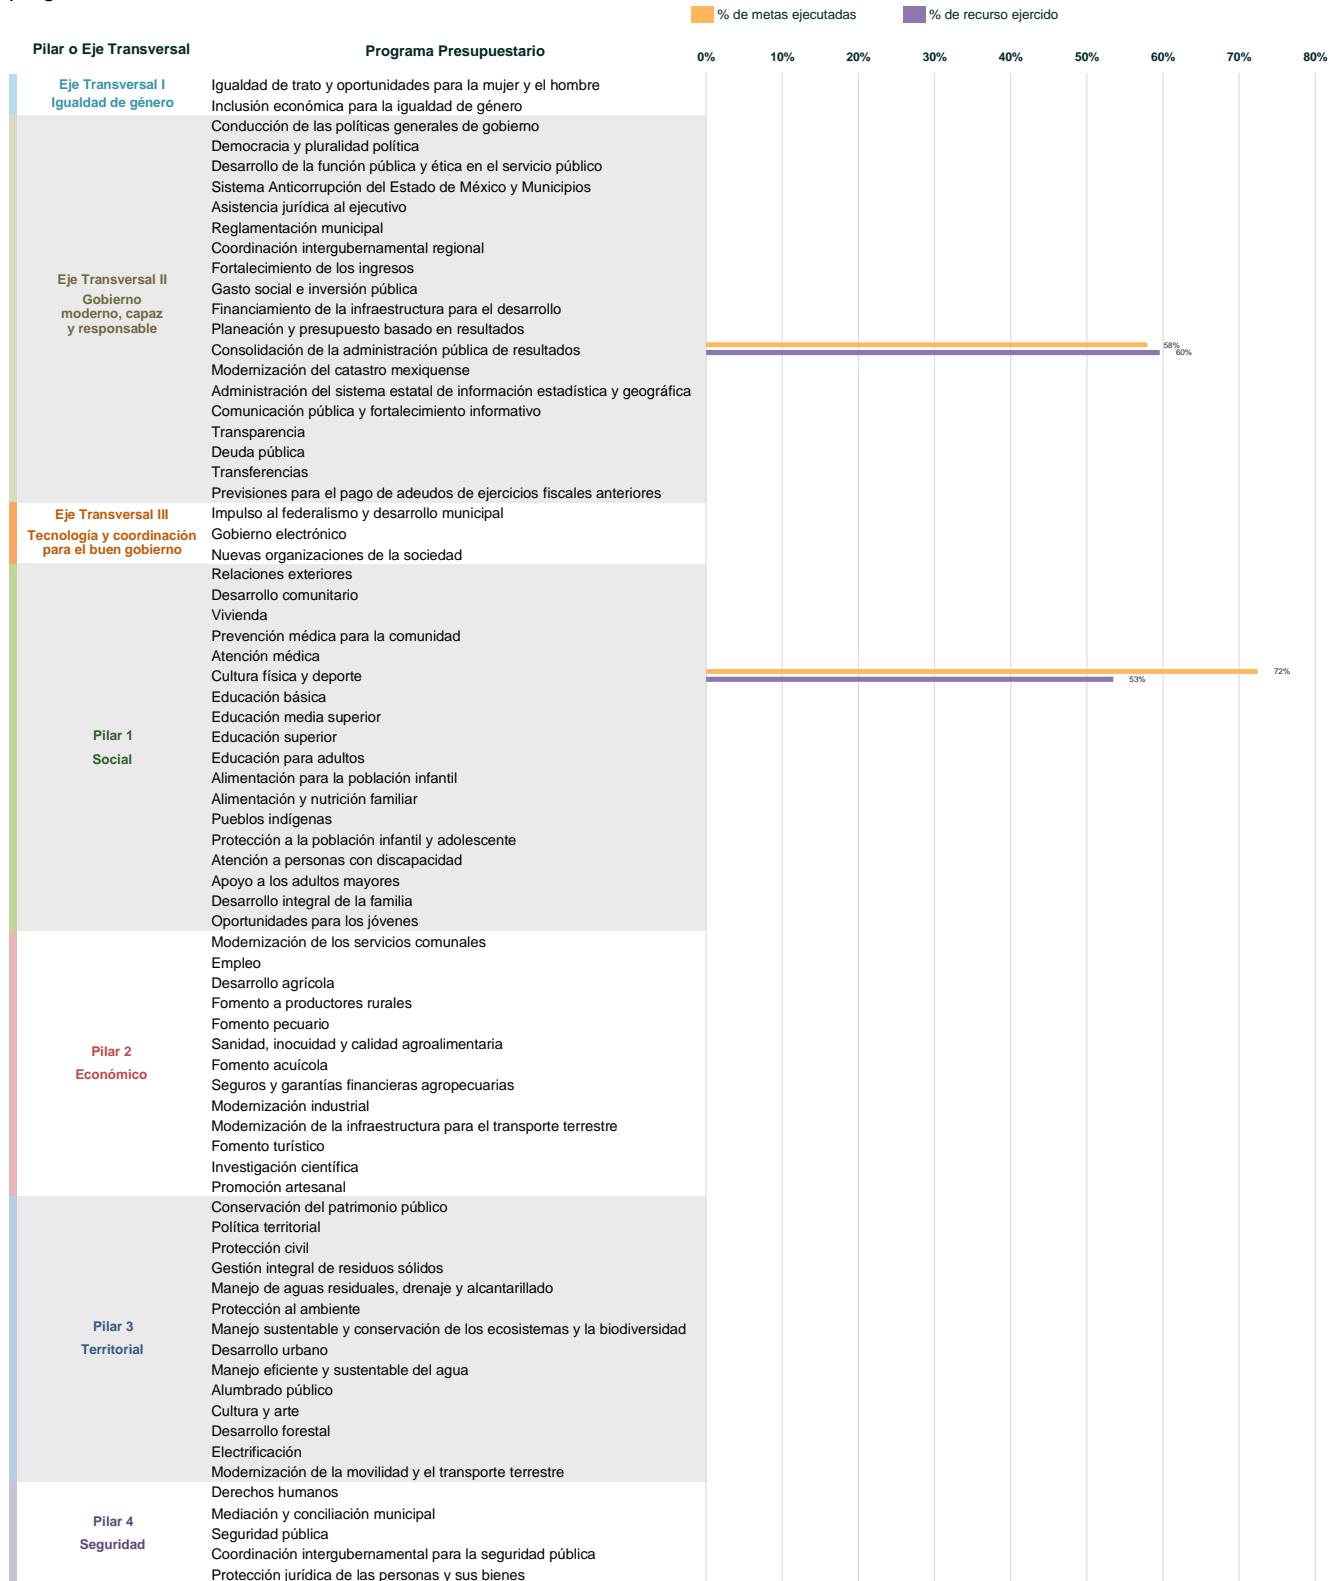 % de metas ejecutadas % de recurso ejercido
Pilar o Eje Transversal Programa Presupuestario 0% 10% 20% 30% 40% 50% 60% 70% 80%
Eje Transversal I
Igualdad de género
Igualdad de trato y oportunidades para la mujer y el hombre
Inclusión económica para la igualdad de género
Eje Transversal II
Gobierno
moderno, capaz
y responsable
Conducción de las políticas generales de gobierno
Democracia y pluralidad política
Desarrollo de la función pública y ética en el servicio público
Sistema Anticorrupción del Estado de México y Municipios
Asistencia jurídica al ejecutivo
Reglamentación municipal
Coordinación intergubernamental regional
Fortalecimiento de los ingresos
Gasto social e inversión pública
Financiamiento de la infraestructura para el desarrollo
Planeación y presupuesto basado en resultados
Consolidación de la administración pública de resultados
58%
60%
Modernización del catastro mexiquense
Administración del sistema estatal de información estadística y geográfica
Comunicación pública y fortalecimiento informativo
Transparencia
Deuda pública
Transferencias
Previsiones para el pago de adeudos de ejercicios fiscales anteriores
Eje Transversal III
Tecnología y coordinación
para el buen gobierno
Impulso al federalismo y desarrollo municipal
Gobierno electrónico
Nuevas organizaciones de la sociedad
Pilar 1
Social
Relaciones exteriores
Desarrollo comunitario
Vivienda
Prevención médica para la comunidad
Atención médica
Cultura física y deporte
72%
53%
Educación básica
Educación media superior
Educación superior
Educación para adultos
Alimentación para la población infantil
Alimentación y nutrición familiar
Pueblos indígenas
Protección a la población infantil y adolescente
Atención a personas con discapacidad
Apoyo a los adultos mayores
Desarrollo integral de la familia
Oportunidades para los jóvenes
Pilar 2
Económico
Modernización de los servicios comunales
Empleo
Desarrollo agrícola
Fomento a productores rurales
Fomento pecuario
Sanidad, inocuidad y calidad agroalimentaria
Fomento acuícola
Seguros y garantías financieras agropecuarias
Modernización industrial
Modernización de la infraestructura para el transporte terrestre
Fomento turístico
Investigación científica
Promoción artesanal
Pilar 3
Territorial
Conservación del patrimonio público
Política territorial
Protección civil
Gestión integral de residuos sólidos
Manejo de aguas residuales, drenaje y alcantarillado
Protección al ambiente
Manejo sustentable y conservación de los ecosistemas y la biodiversidad
Desarrollo urbano
Manejo eficiente y sustentable del agua
Alumbrado público
Cultura y arte
Desarrollo forestal
Electrificación
Modernización de la movilidad y el transporte terrestre
Pilar 4
Seguridad
Derechos humanos
Mediación y conciliación municipal
Seguridad pública
Coordinación intergubernamental para la seguridad pública
Protección jurídica de las personas y sus bienes